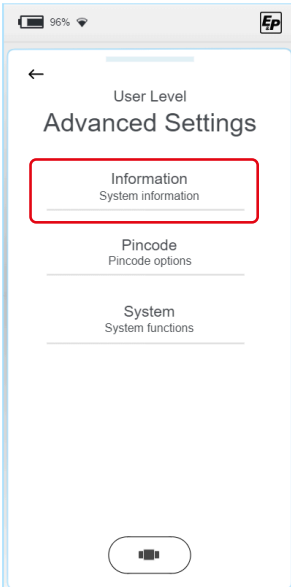 96%
EP
User Level
Advanced Settings
Information
System information
Pincode
Pincode options
System
System functions